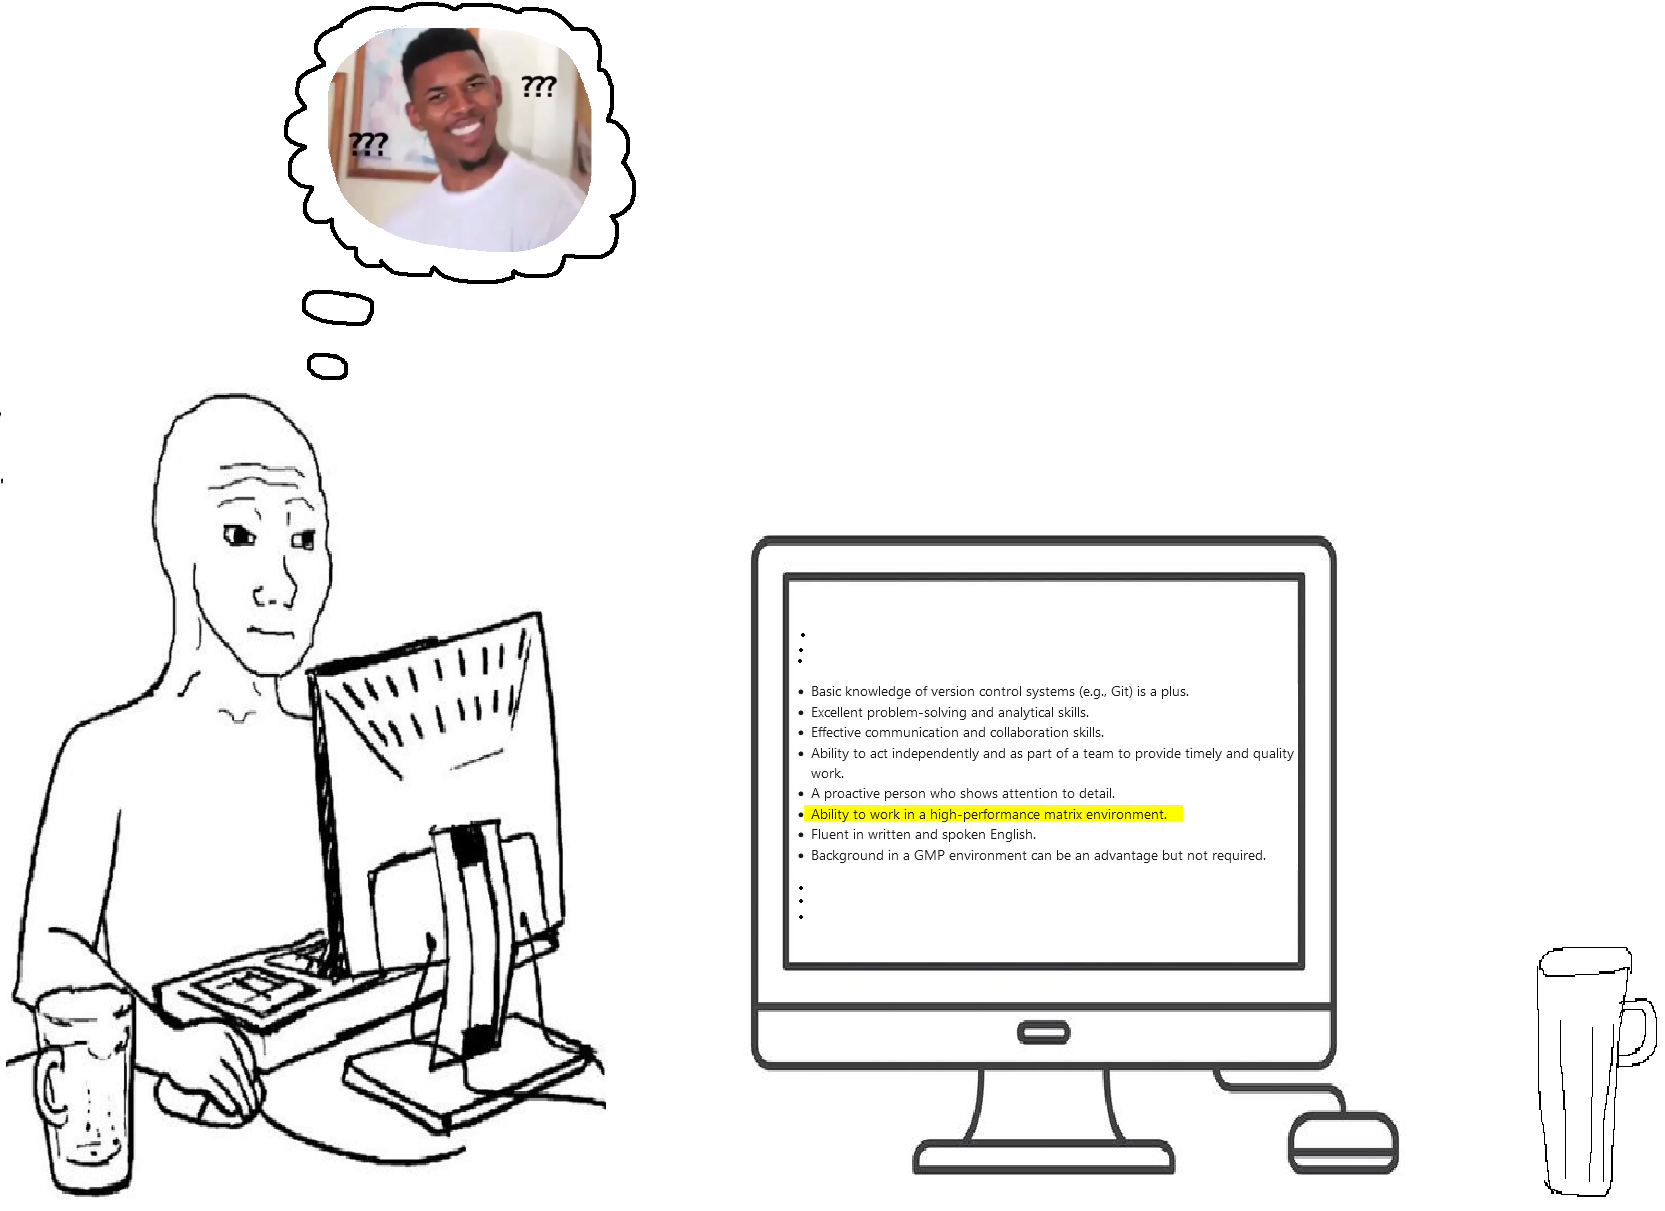 ???
???
• Basic knowledge of version control systems (e.g., Git) is a plus.
• Excellent problem-solving and analytical skills.
• Effective communication and collaboration skills.
• Ability to act independently and as part of a team to provide timely and quality
work.
• A proactive person who shows attention to detail.
• Ability to work in a high-performance matrix environment.
• Fluent in written and spoken English.
• Background in a GMP environment can be an advantage but not required.